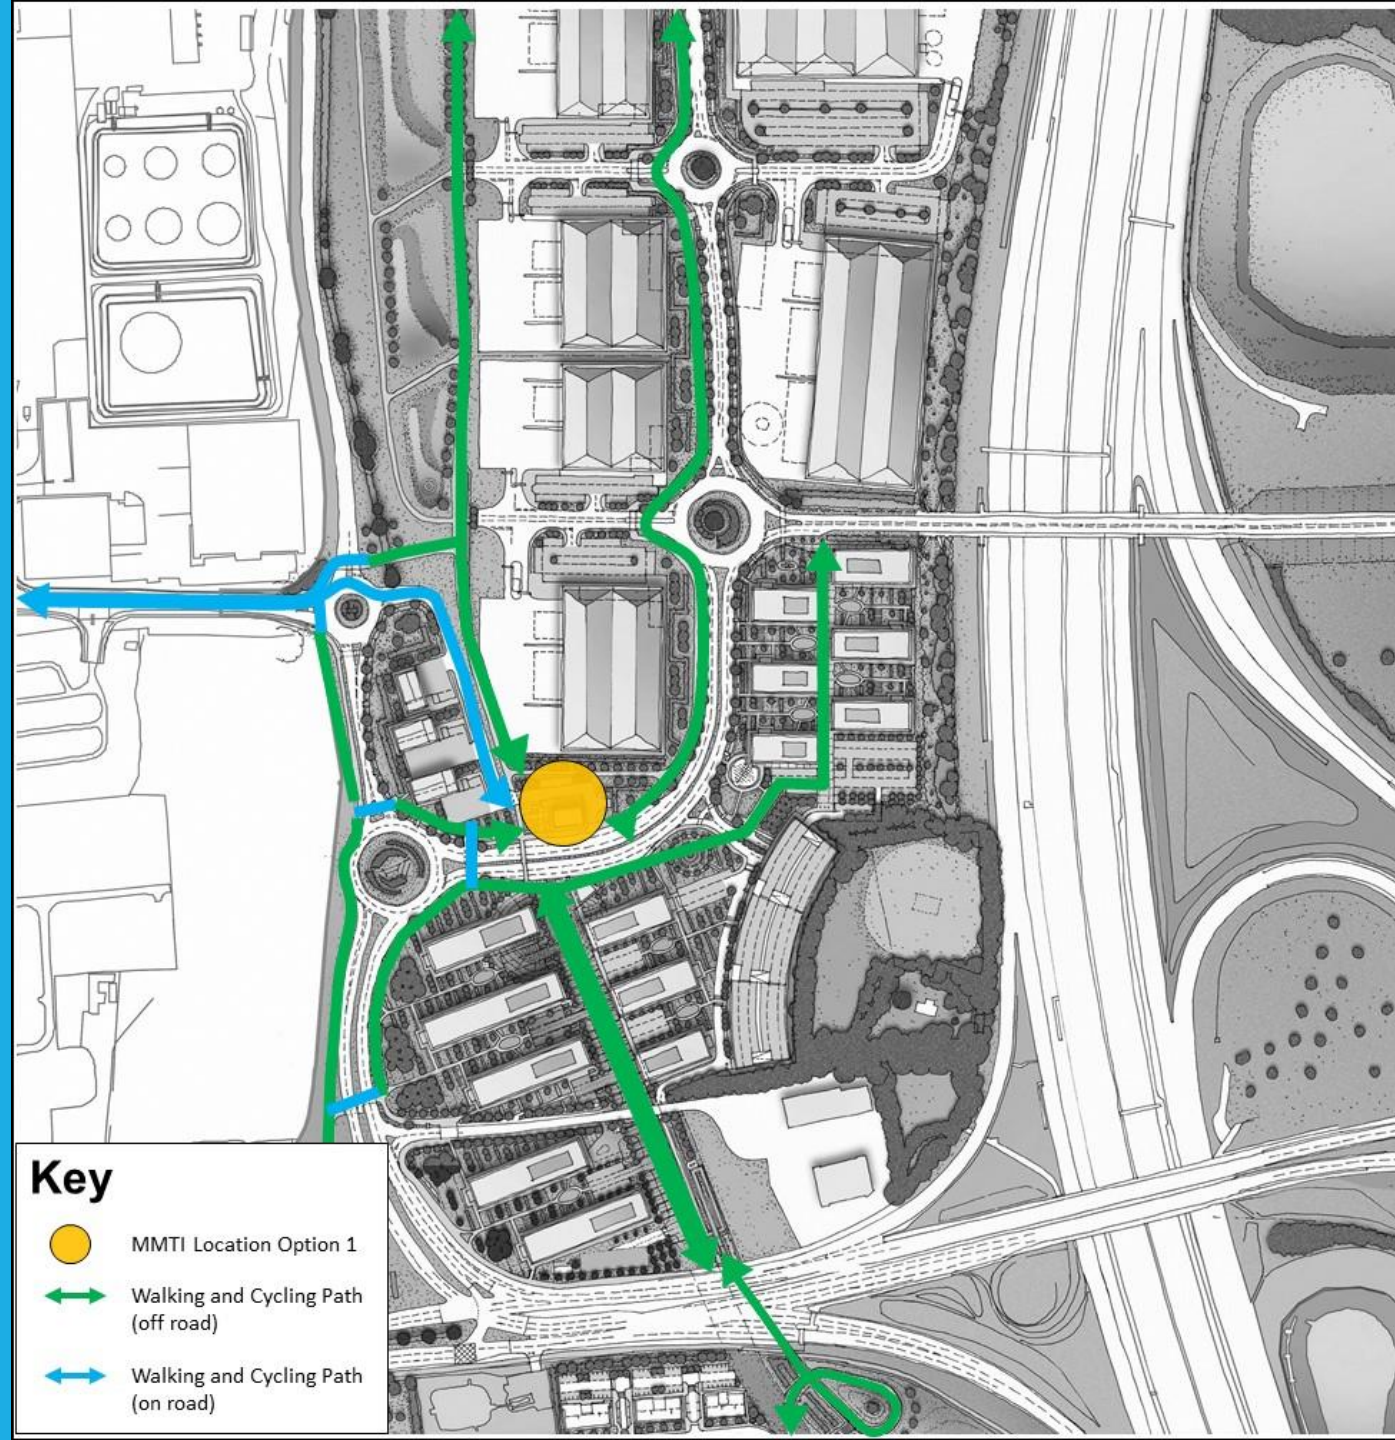 Key
MMTI Location Option 1
Walking and Cycling Path
(off road)
Walking and Cycling Path
(on road)